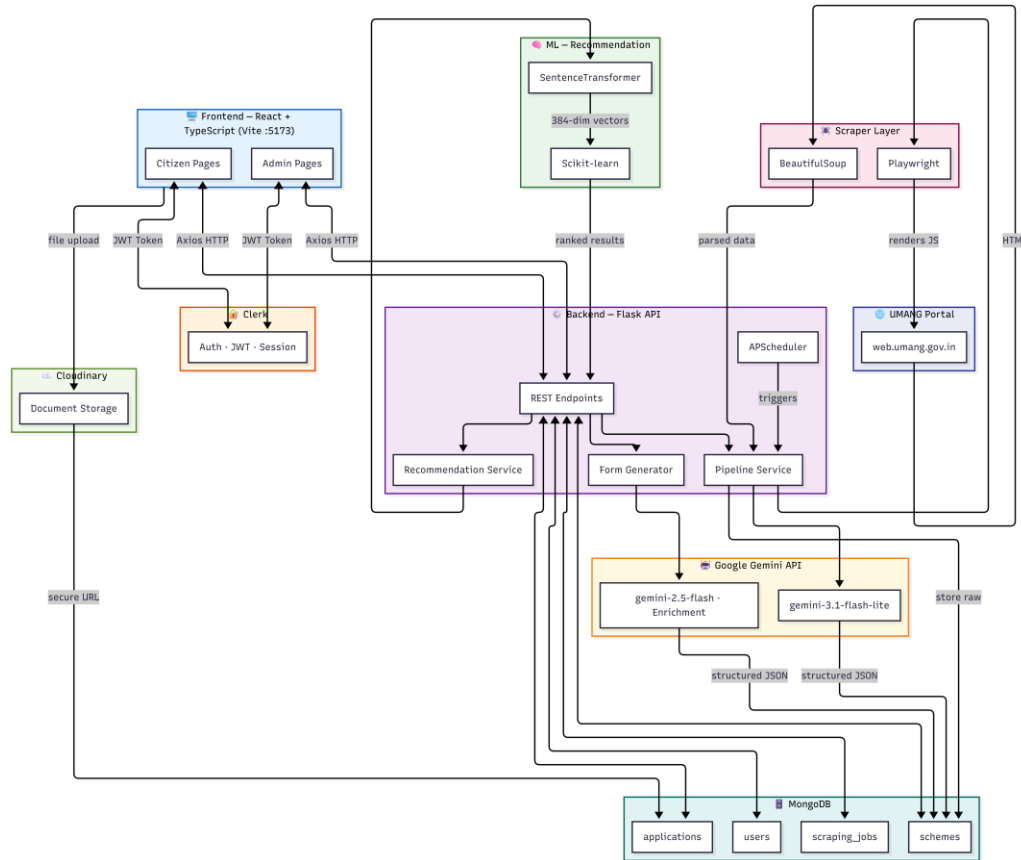 ML – Recommendation
SentenceTransformer
384-dim vectors
Scikit-learn
Frontend – React +
TypeScript (Vite :5173)
Citizen Pages
Admin Pages
Scraper Layer
BeautifulSoup
Playwright
file upload
JWT Token
Axios HTTP
JWT Token
Axios HTTP
ranked results
parsed data
renders JS
HTM
Clerk
Auth · JWT · Session
Backend – Flask API
APScheduler
UMANG Portal
web.umang.gov.in
Cloudinary
Document Storage
REST Endpoints
triggers
Recommendation Service
Form Generator
Pipeline Service
Google Gemini API
gemini-2.5-flash ·
Enrichment
gemini-3.1-flash-lite
secure URL
store raw
structured JSON
structured JSON
MongoDB
applications
users
scraping_jobs
schemes